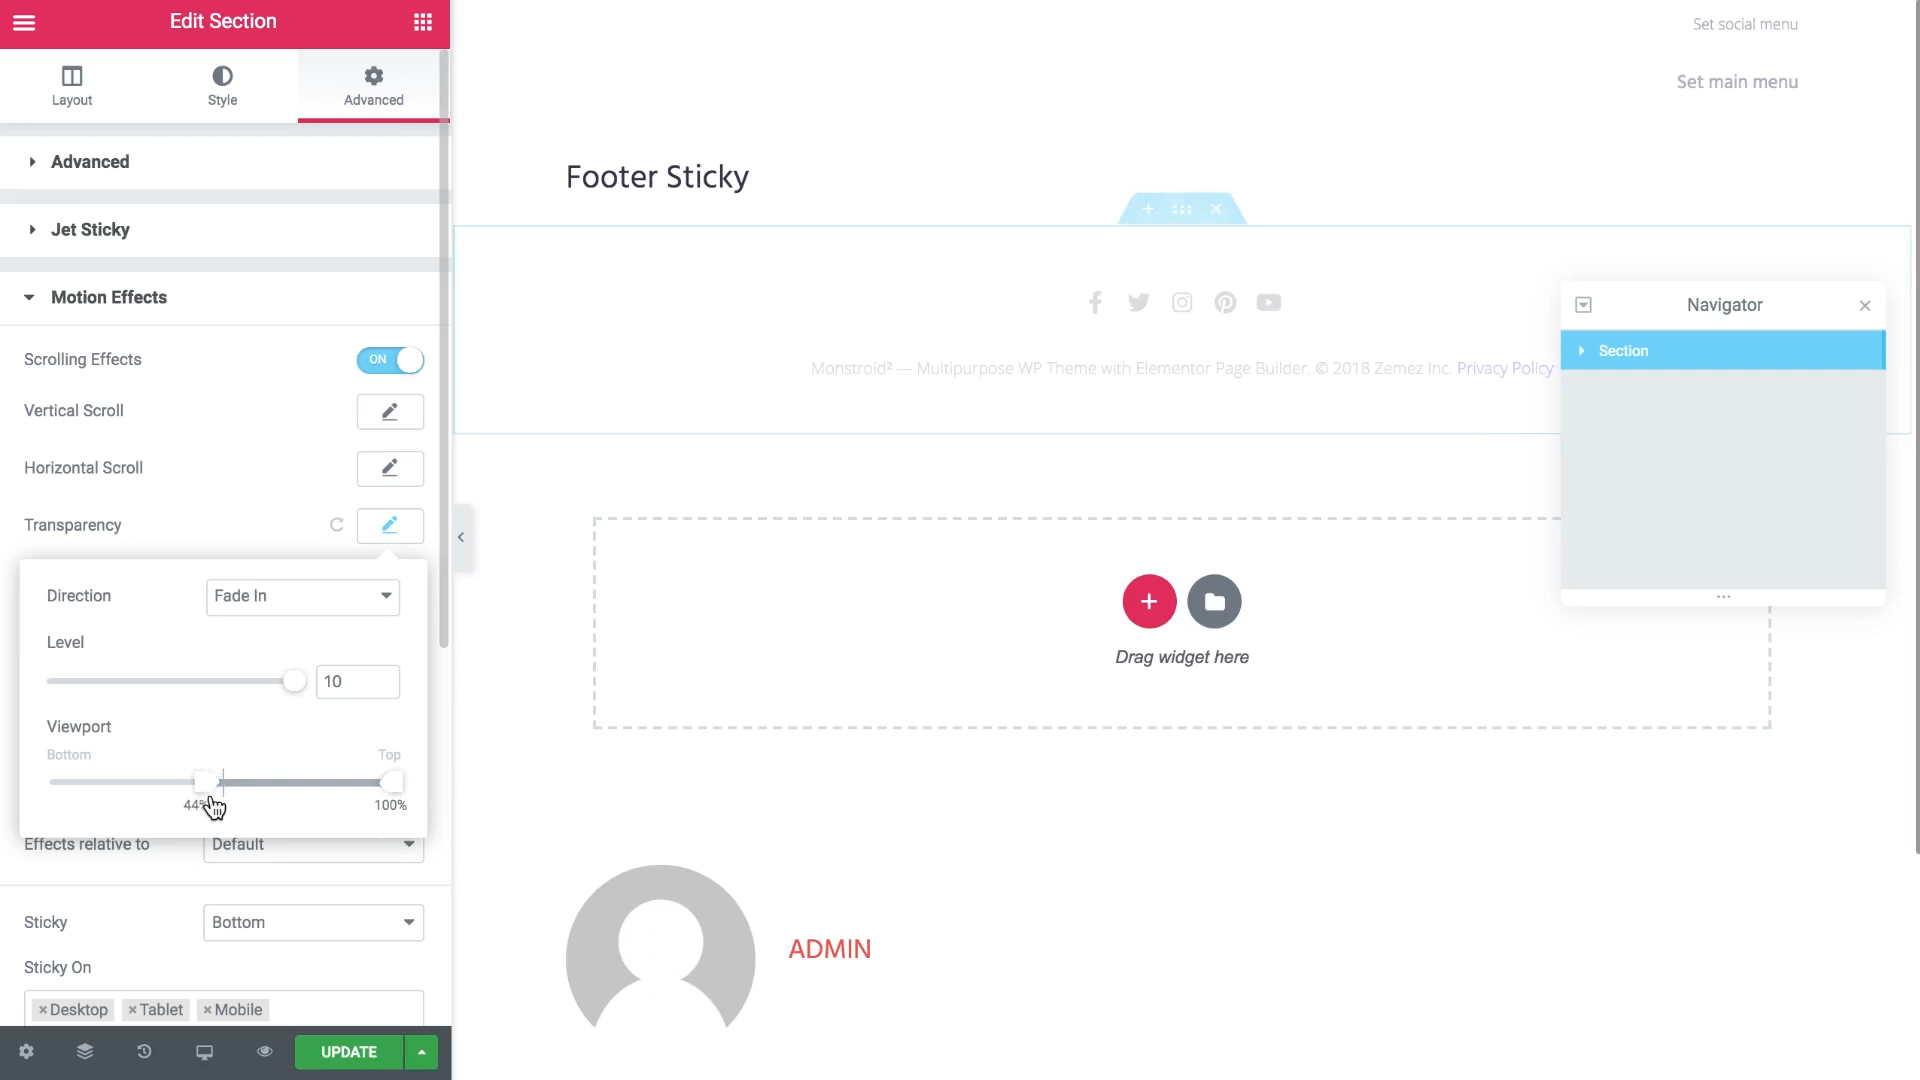 Edit Section
Layout
Style
Advanced
Advanced
Jet Sticky
Motion Effects
Scrolling Effects
ON
Vertical Scroll
Horizontal Scroll
Transparency
Direction
Fade In
Level
10
Viewport
Bottom
Top
44%
100%
Effects relative to
Default
Sticky
Bottom
Sticky On
×Desktop ×Tablet ×Mobile
UPDATE
Set social menu
Set main menu
Footer Sticky
Monstroid² — Multipurpose WP Theme with Elementor Page Builder. © 2018 Zemez Inc. Privacy Policy
Navigator
Section
Drag widget here
ADMIN